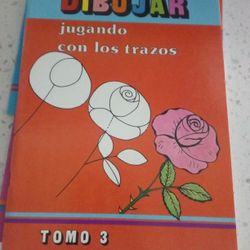 DIBUJAR
jugando
con los trazos
TOMO 3